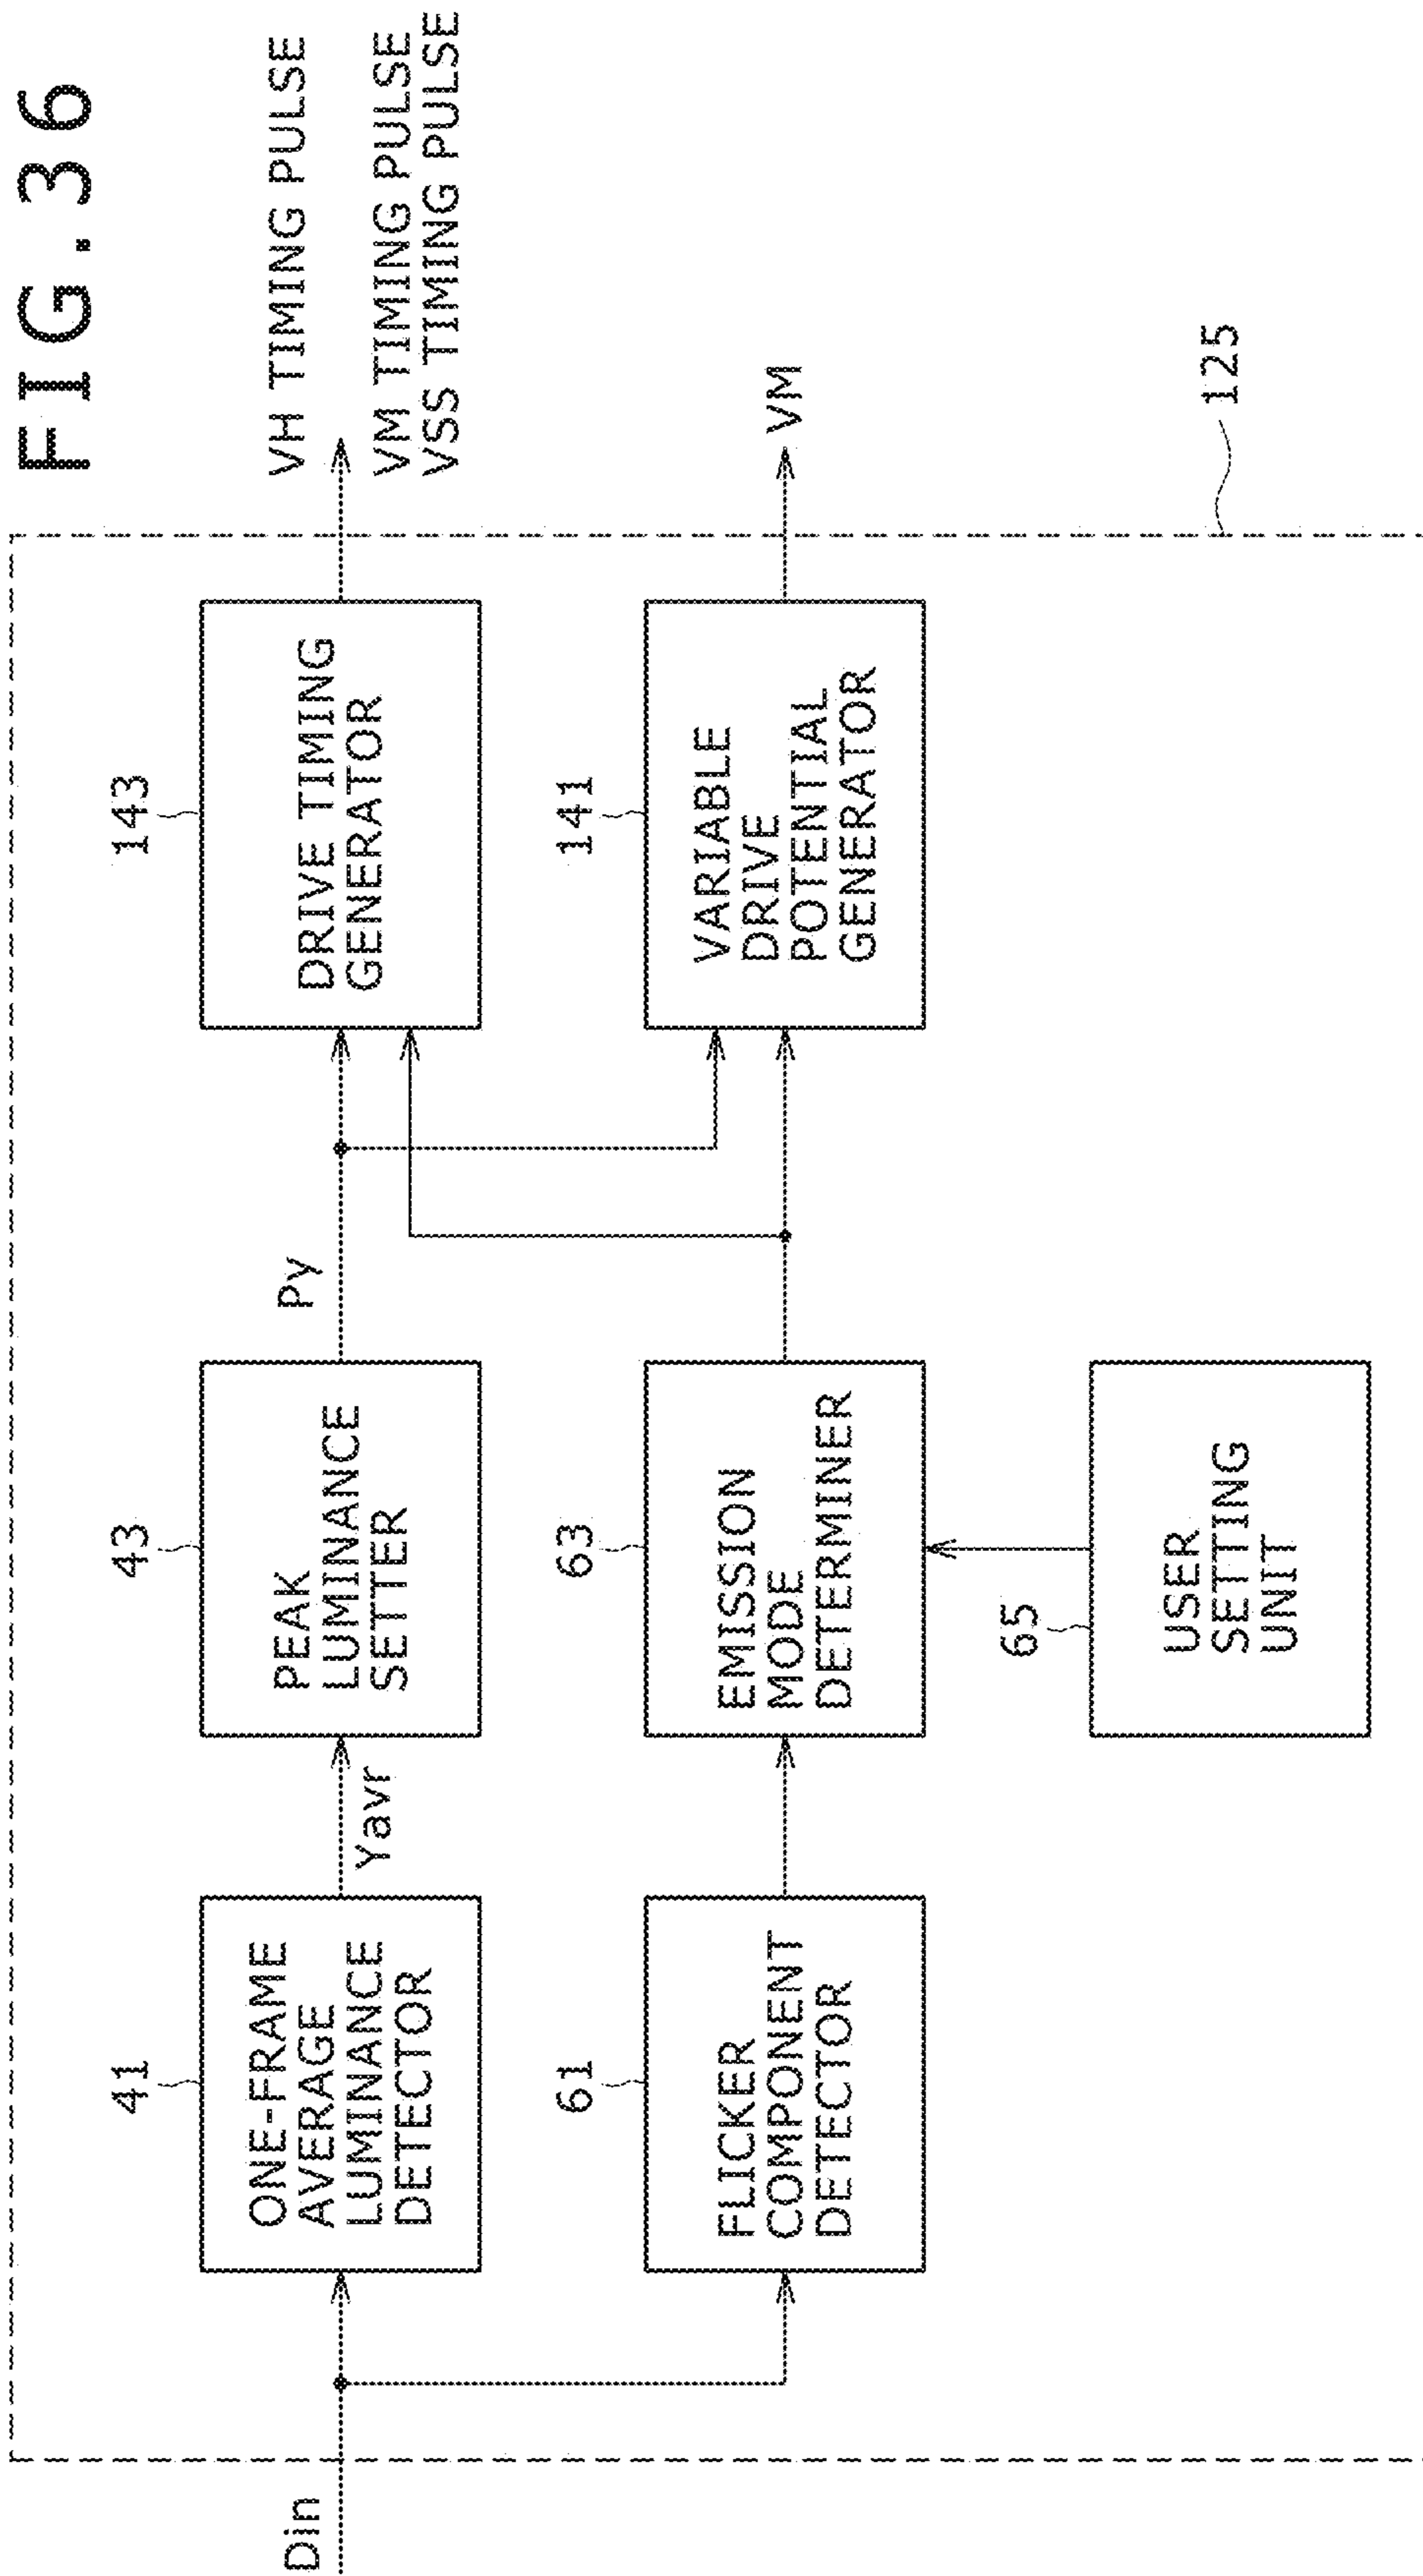 FIG.36
Din
41
ONE-FRAME
AVERAGE
LUMINANCE
DETECTOR
Yavr
43
PEAK
LUMINANCE
SETTER
Py
143
DRIVE TIMING
GENERATOR
VH TIMING PULSE
VM TIMING PULSE
VSS TIMING PULSE
61
FLICKER
COMPONENT
DETECTOR
63
EMISSION
MODE
DETERMINER
141
VARIABLE
DRIVE
POTENTIAL
GENERATOR
VM
65
USER
SETTING
UNIT
125